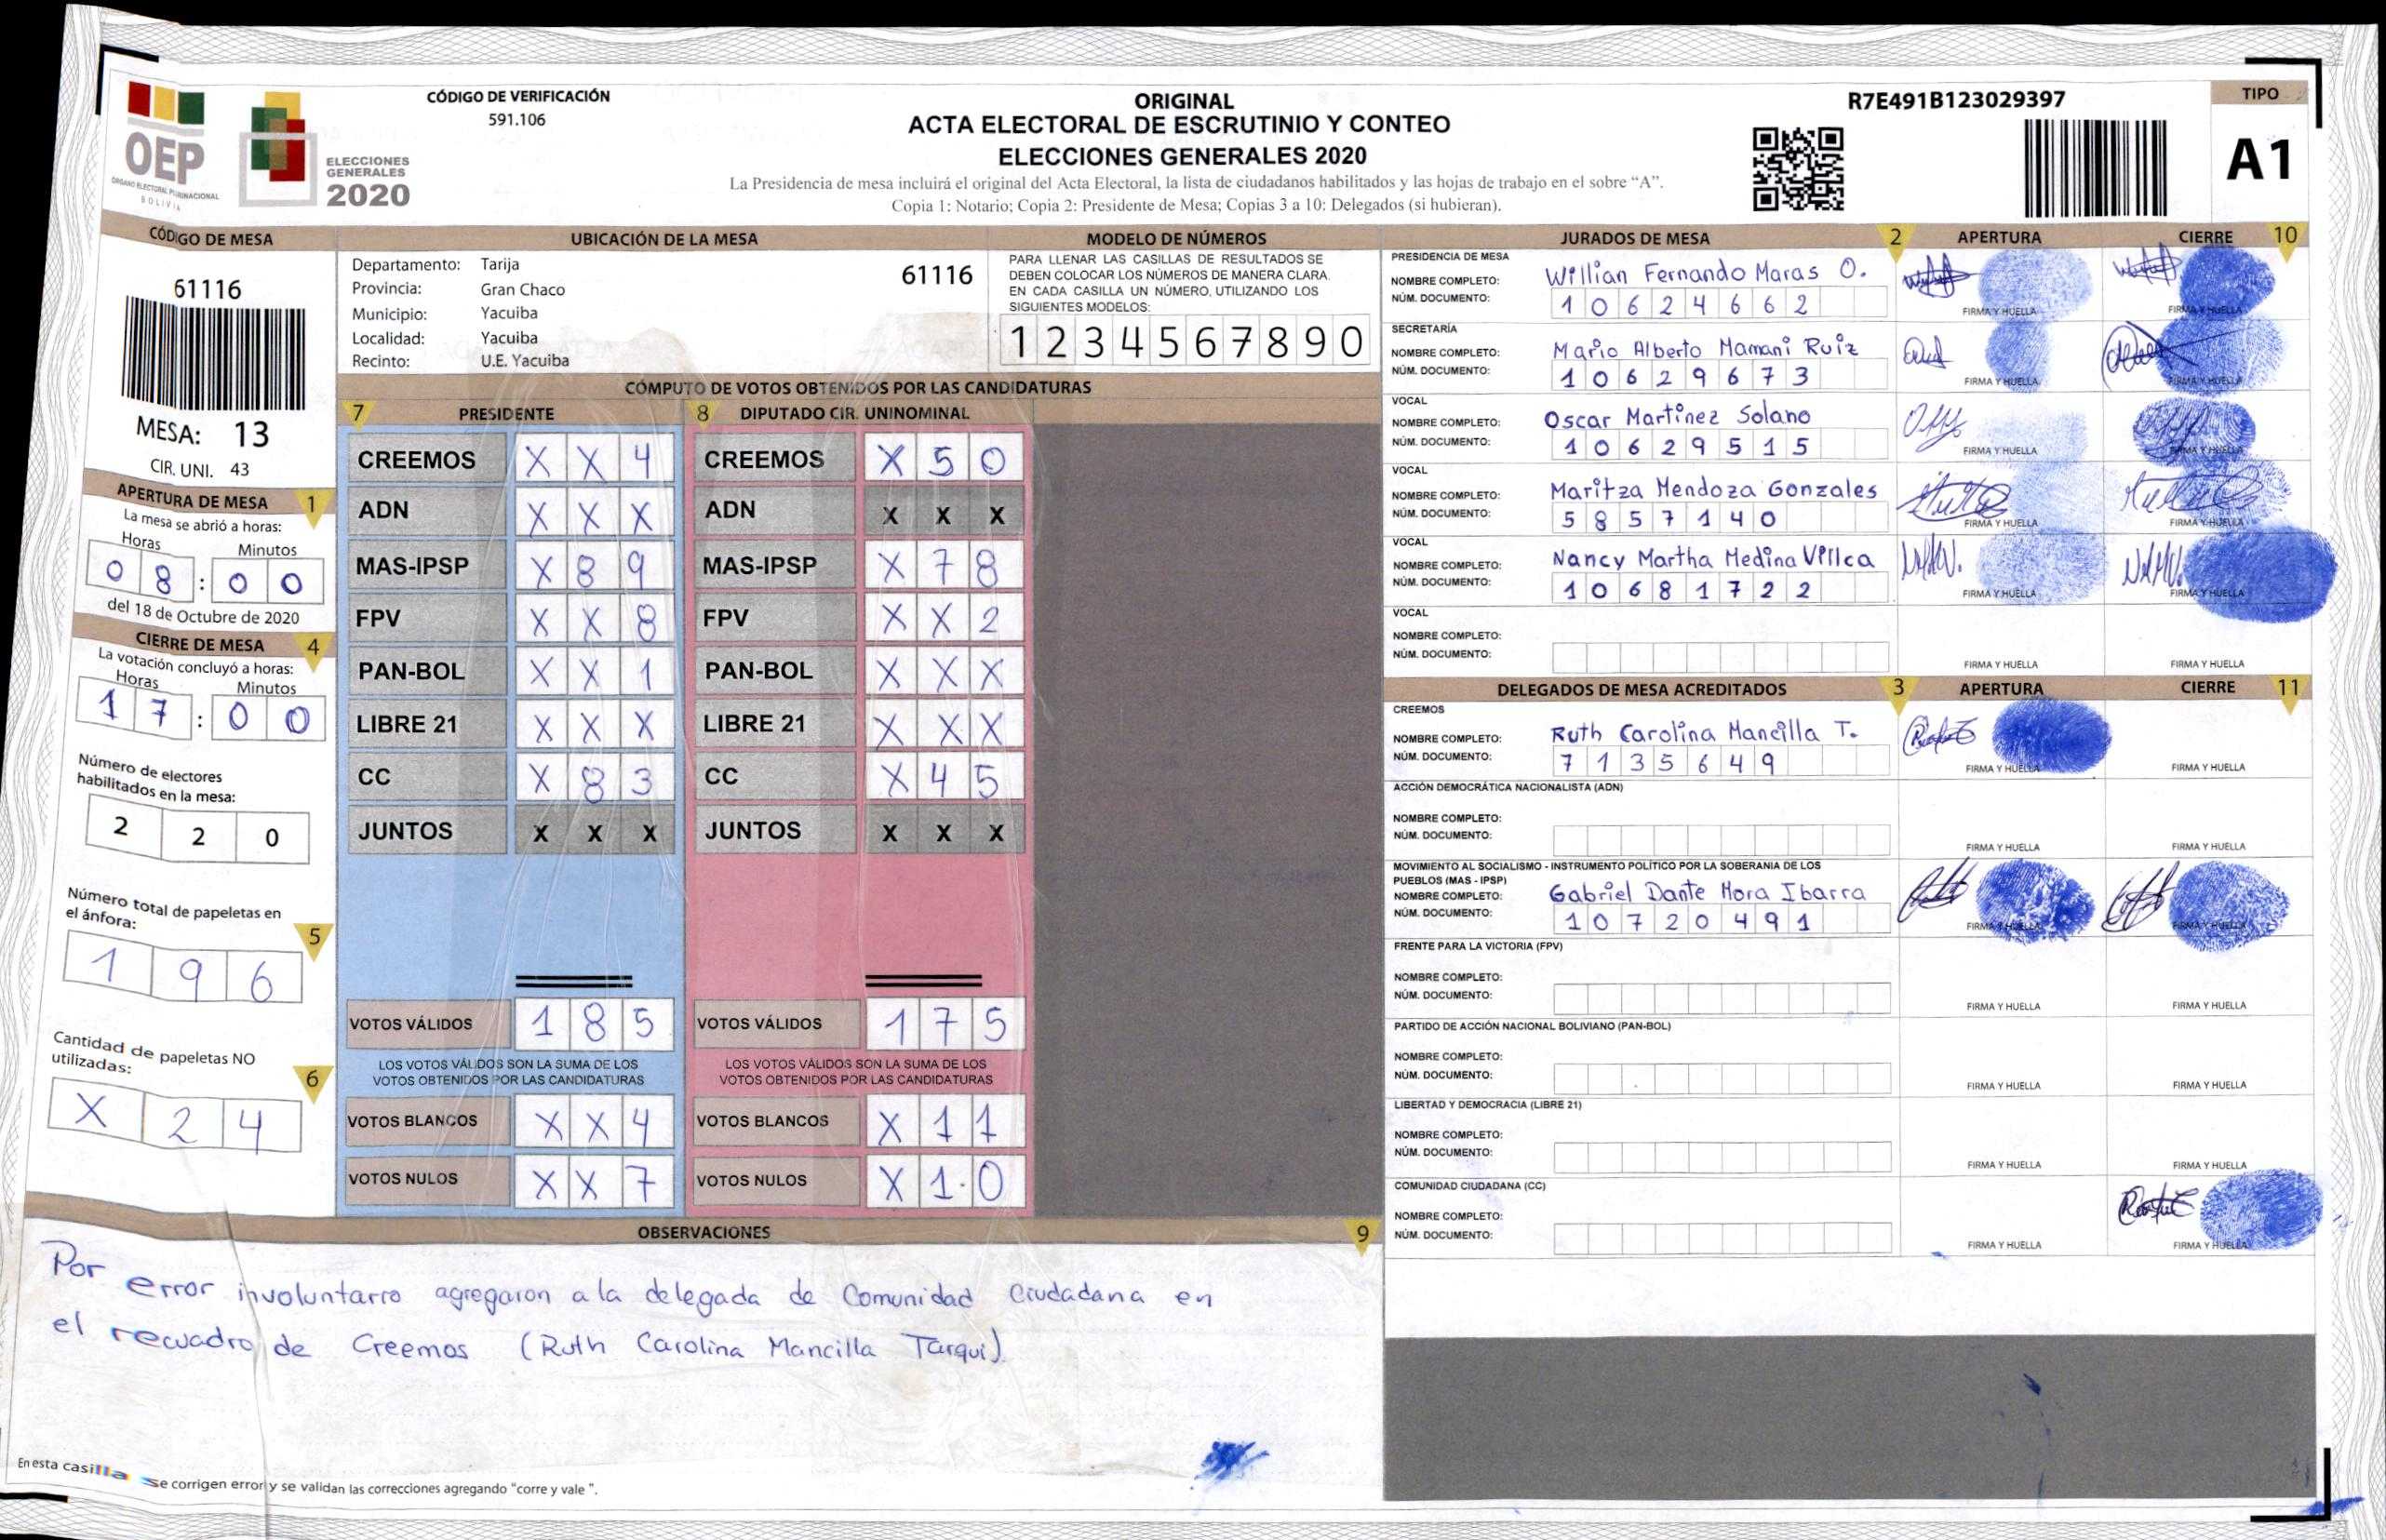 OEP
ÓRGANO ELECTORAL PLURINACIONAL
BOLIVIA
ELECCIONES
GENERALES
2020
CÓDIGO DE VERIFICACIÓN
591.106
ORIGINAL
ACTA ELECTORAL DE ESCRUTINIO Y CONTEO
ELECCIONES GENERALES 2020
La Presidencia de mesa incluirá el original del Acta Electoral, la lista de ciudadanos habilitados y las hojas de trabajo en el sobre “A”.
Copia 1: Notario; Copia 2: Presidente de Mesa; Copias 3 a 10: Delegados (si hubieran).
R7E491B123029397
TIPO
A1
CÓDIGO DE MESA
61116
MESA: 13
CIR. UNI. 43
APERTURA DE MESA 1
La mesa se abrió a horas:
Horas Minutos
0 8 : 0 0
del 18 de Octubre de 2020
CIERRE DE MESA 4
La votación concluyó a horas:
Horas Minutos
1 7 : 0 0
Número de electores
habilitados en la mesa:
2 2 0
Número total de papeletas en
el ánfora:
5
1 9 6
Cantidad de papeletas NO
utilizadas:
6
X 2 4
UBICACIÓN DE LA MESA
Departamento: Tarija
61116
Provincia: Gran Chaco
Municipio: Yacuiba
Localidad: Yacuiba
Recinto: U.E. Yacuiba
MODELO DE NÚMEROS
PARA LLENAR LAS CASILLAS DE RESULTADOS SE
DEBEN COLOCAR LOS NÚMEROS DE MANERA CLARA.
EN CADA CASILLA UN NÚMERO, UTILIZANDO LOS
SIGUIENTES MODELOS:
1 2 3 4 5 6 7 8 9 0
CÓMPUTO DE VOTOS OBTENIDOS POR LAS CANDIDATURAS
7 PRESIDENTE 8 DIPUTADO CIR. UNINOMINAL
CREEMOS X X 4 CREEMOS X 5 0
ADN X X X ADN X X X
MAS-IPSP X 8 9 MAS-IPSP X 7 8
FPV X X 8 FPV X X 2
PAN-BOL X X 1 PAN-BOL X X X
LIBRE 21 X X X LIBRE 21 X X X
CC X 8 3 CC X 4 5
JUNTOS X X X JUNTOS X X X
VOTOS VÁLIDOS 1 8 5 VOTOS VÁLIDOS 1 7 5
LOS VOTOS VÁLIDOS SON LA SUMA DE LOS LOS VOTOS VÁLIDOS SON LA SUMA DE LOS
VOTOS OBTENIDOS POR LAS CANDIDATURAS VOTOS OBTENIDOS POR LAS CANDIDATURAS
VOTOS BLANCOS X X 4 VOTOS BLANCOS X 1 1
VOTOS NULOS X X 7 VOTOS NULOS X 1 . 0
JURADOS DE MESA 2 APERTURA CIERRE 10
PRESIDENCIA DE MESA
NOMBRE COMPLETO: Willian Fernando Maras O.
NÚM. DOCUMENTO: 1 0 6 2 4 6 6 2
FIRMA Y HUELLA FIRMA Y HUELLA
SECRETARÍA
NOMBRE COMPLETO: Mario Alberto Mamani Ruiz
NÚM. DOCUMENTO: 1 0 6 2 9 6 7 3
FIRMA Y HUELLA FIRMA Y HUELLA
VOCAL
NOMBRE COMPLETO: Oscar Martinez Solano
NÚM. DOCUMENTO: 1 0 6 2 9 5 1 5
FIRMA Y HUELLA FIRMA Y HUELLA
VOCAL
NOMBRE COMPLETO: Maritza Mendoza Gonzales
NÚM. DOCUMENTO: 5 8 5 7 1 4 0
FIRMA Y HUELLA FIRMA Y HUELLA
VOCAL
NOMBRE COMPLETO: Nancy Martha Medina Villca
NÚM. DOCUMENTO: 1 0 6 8 1 7 2 2
FIRMA Y HUELLA FIRMA Y HUELLA
VOCAL
NOMBRE COMPLETO:
NÚM. DOCUMENTO:
FIRMA Y HUELLA FIRMA Y HUELLA
DELEGADOS DE MESA ACREDITADOS 3 APERTURA CIERRE 11
CREEMOS
NOMBRE COMPLETO: Ruth Carolina Mancilla T.
NÚM. DOCUMENTO: 7 1 3 5 6 4 9
FIRMA Y HUELLA FIRMA Y HUELLA
ACCIÓN DEMOCRÁTICA NACIONALISTA (ADN)
NOMBRE COMPLETO:
NÚM. DOCUMENTO:
FIRMA Y HUELLA FIRMA Y HUELLA
MOVIMIENTO AL SOCIALISMO - INSTRUMENTO POLÍTICO POR LA SOBERANIA DE LOS
PUEBLOS (MAS - IPSP)
NOMBRE COMPLETO: Gabriel Dante Mora Ibarra
NÚM. DOCUMENTO: 1 0 7 2 0 4 9 1
FIRMA Y HUELLA FIRMA Y HUELLA
FRENTE PARA LA VICTORIA (FPV)
NOMBRE COMPLETO:
NÚM. DOCUMENTO:
FIRMA Y HUELLA FIRMA Y HUELLA
PARTIDO DE ACCIÓN NACIONAL BOLIVIANO (PAN-BOL)
NOMBRE COMPLETO:
NÚM. DOCUMENTO:
FIRMA Y HUELLA FIRMA Y HUELLA
LIBERTAD Y DEMOCRACIA (LIBRE 21)
NOMBRE COMPLETO:
NÚM. DOCUMENTO:
FIRMA Y HUELLA FIRMA Y HUELLA
COMUNIDAD CIUDADANA (CC)
NOMBRE COMPLETO:
NÚM. DOCUMENTO:
FIRMA Y HUELLA FIRMA Y HUELLA
OBSERVACIONES 9
Por error involuntarro agregaron a la delegada de Comunidad Ciudadana en
el recuadro de Creemos (Ruth Carolina Mancilla Tarqui)
En esta casilla se corrigen error y se validan las correcciones agregando "corre y vale ".